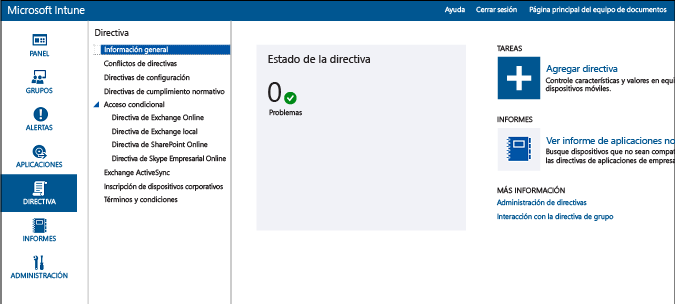 Microsoft Intune
Ayuda
Cerrar sesión
Página principal del equipo de documentos
PANEL
GRUPOS
ALERTAS
APLICACIONES
DIRECTIVA
INFORMES
ADMINISTRACIÓN
Directiva
Información general
Conflictos de directivas
Directivas de configuración
Directivas de cumplimiento normativo
Acceso condicional
Directiva de Exchange Online
Directiva de Exchange local
Directiva de SharePoint Online
Directiva de Skype Empresarial Online
Exchange ActiveSync
Inscripción de dispositivos corporativos
Términos y condiciones
Estado de la directiva
0
Problemas
TAREAS
Agregar directiva
Controle características y valores en equi
dispositivos móviles.
INFORMES
Ver informe de aplicaciones no
Busque dispositivos que no sean compat
las directivas de aplicaciones de empresa
MÁS INFORMACIÓN
Administración de directivas
Interacción con la directiva de grupo